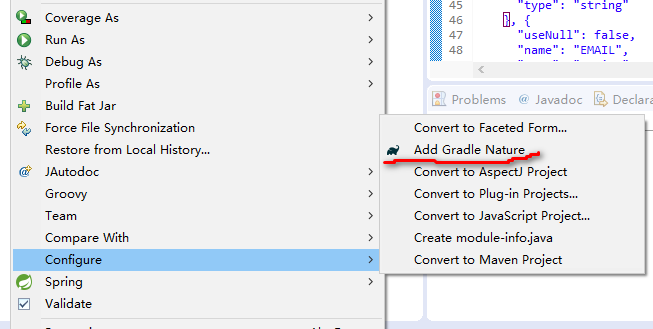 Coverage As
Run As
Debug As
Profile As
Build Fat Jar
Force File Synchronization
Restore from Local History...
JAutodoc
Groovy
Team
Compare With
Configure
Spring
Validate
45 "type": "string"
46 }, {
47 "useNull": false,
48 "name": "EMAIL",
Problems @ Javadoc Declara
Convert to Faceted Form...
Add Gradle Nature
Convert to AspectJ Project
Convert to Plug-in Projects...
Convert to JavaScript Project...
Create module-info.java
Convert to Maven Project